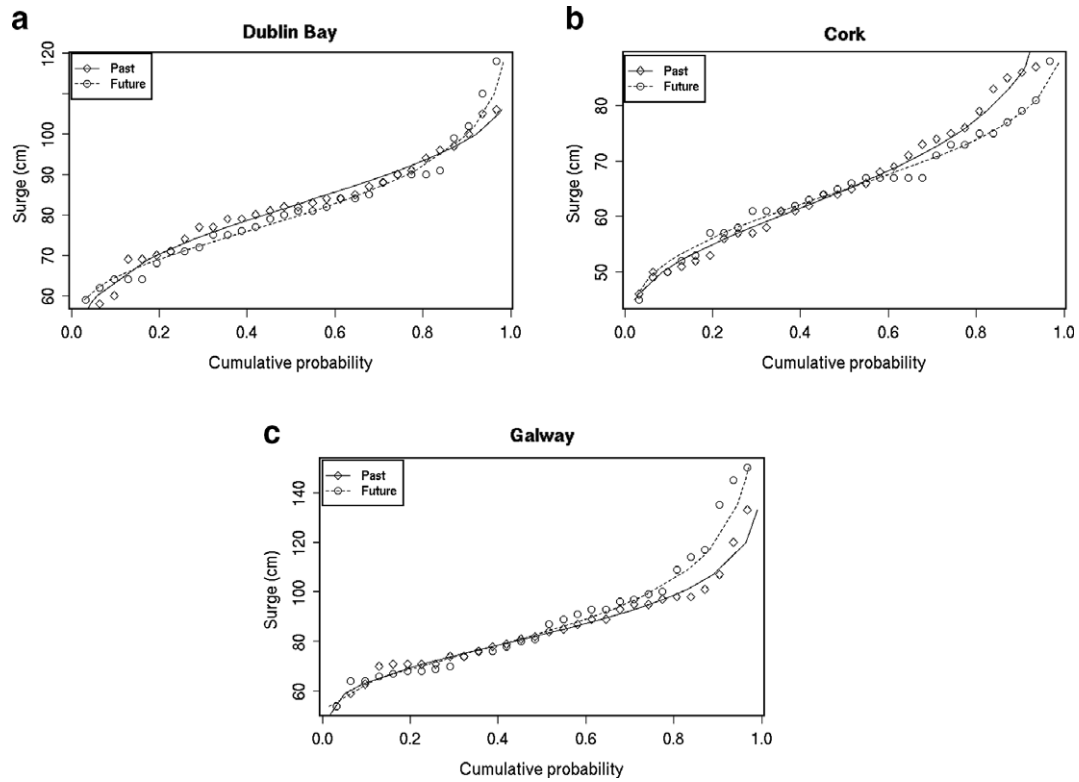 a
Dublin Bay
Past
Future
120
110
100
90
80
70
60
Surge (cm)
0.0 0.2 0.4 0.6 0.8 1.0
Cumulative probability
b
Cork
Past
Future
80
70
60
50
Surge (cm)
0.0 0.2 0.4 0.6 0.8 1.0
Cumulative probability
c
Galway
Past
Future
140
120
100
80
60
Surge (cm)
0.0 0.2 0.4 0.6 0.8 1.0
Cumulative probability